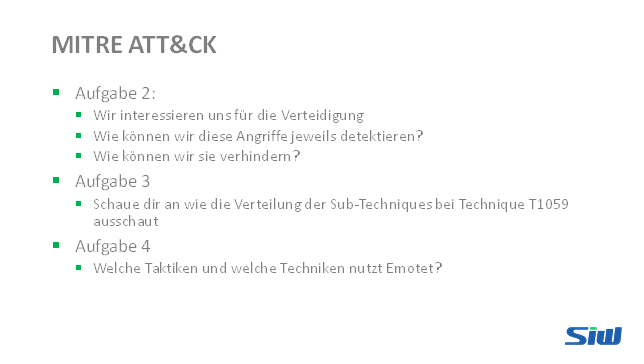 MITRE ATT&CK
Aufgabe 2:
Wir interessieren uns für die Verteidigung
Wie können wir diese Angriffe jeweils detektieren?
Wie können wir sie verhindern?
Aufgabe 3
Schaue dir an wie die Verteilung der Sub-Techniques bei Technique T1059
ausschaut
Aufgabe 4
Welche Taktiken und welche Techniken nutzt Emotet?
SiW